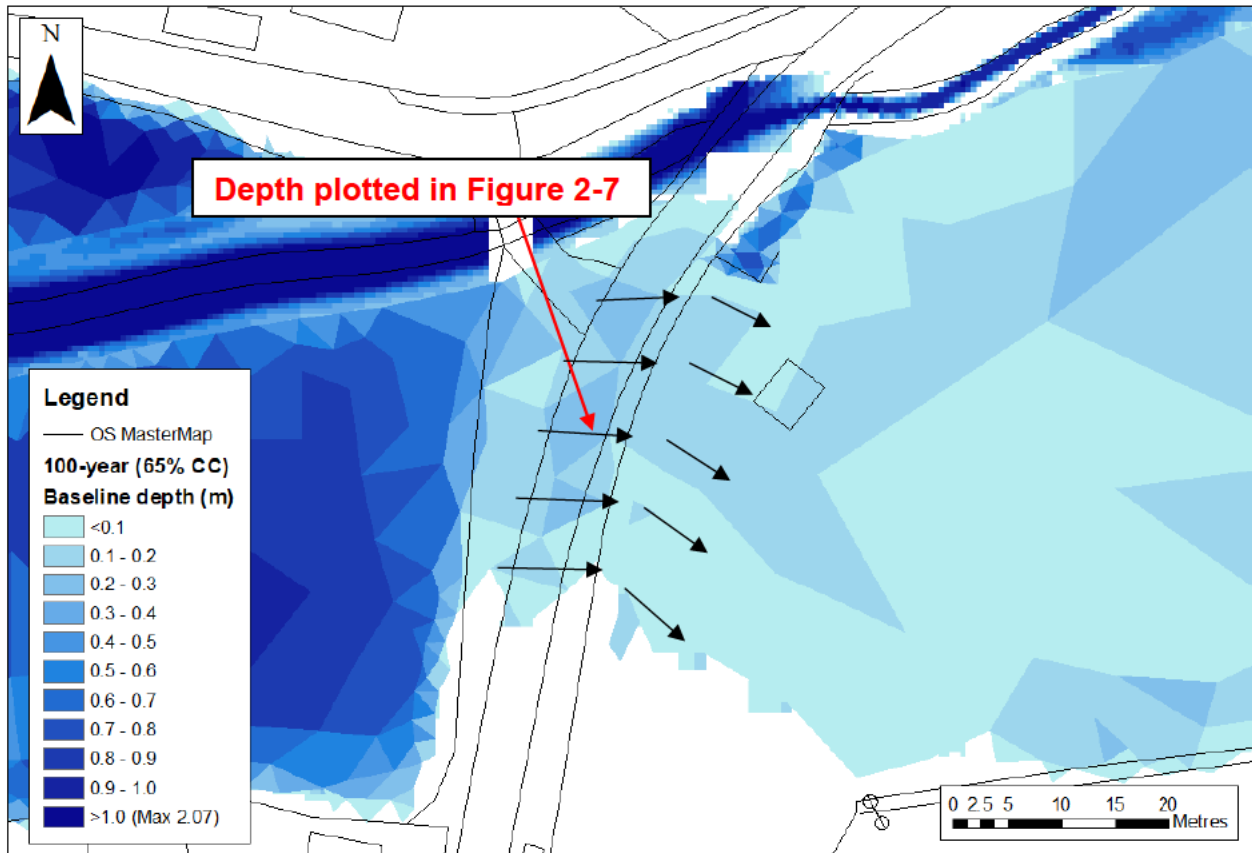 N
Depth plotted in Figure 2-7
Legend
OS MasterMap
100-year (65% CC)
Baseline depth (m)
<0.1
0.1 - 0.2
0.2 - 0.3
0.3 - 0.4
0.4 - 0.5
0.5 - 0.6
0.6 - 0.7
0.7 - 0.8
0.8 - 0.9
0.9 - 1.0
>1.0 (Max 2.07)
0 2.5 5 10 15 20
Metres